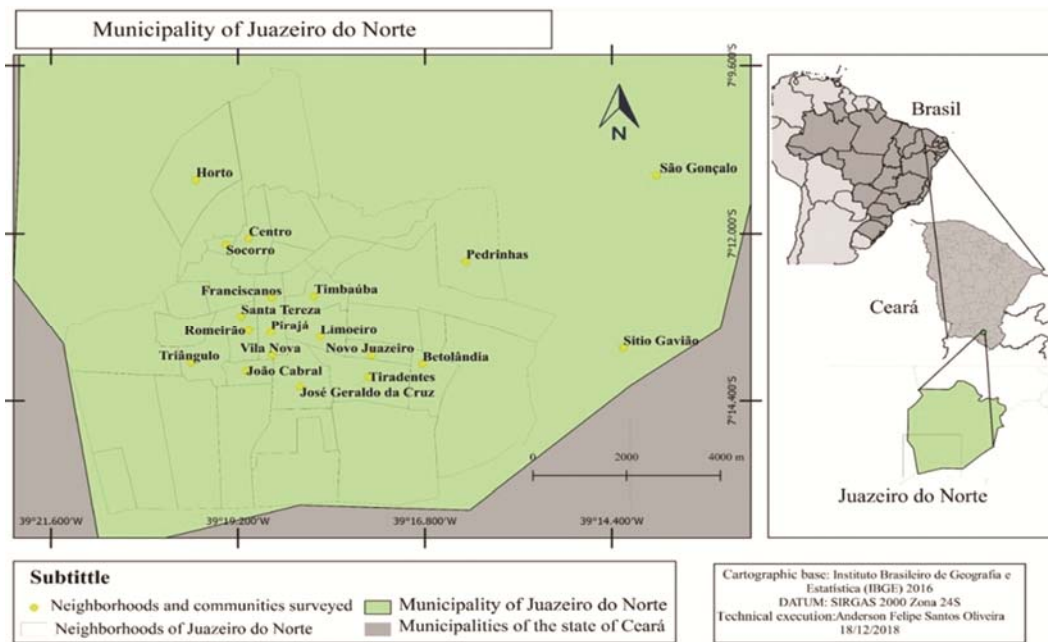 Municipality of Juazeiro do Norte
7°9.600'S
N
Brasil
Horto
São Gonçalo
Centro
Socorro
7°12.000'S
Pedrinhas
Franciscanos
Timbaúba
Santa Tereza
Ceará
Romeirão
Pirajá
Limoeiro
Sitio Gavião
Triângulo
Vila Nova
Novo Juazeiro
Betolândia
João Cabral
Tiradentes
José Geraldo da Cruz
7°14.400'S
0 2000 4000 m
Juazeiro do Norte
39°21.600'W 39°19.200'W 39°16.800'W 39°14.400'W
Subtittle
Neighborhoods and communities surveyed
Municipality of Juazeiro do Norte
Neighborhoods of Juazeiro do Norte
Municipalities of the state of Ceará
Cartographic base: Instituto Brasileiro de Geografia e
Estatística (IBGE) 2016
DATUM: SIRGAS 2000 Zona 24S
Technical execution:Anderson Felipe Santos Oliveira
18/12/2018